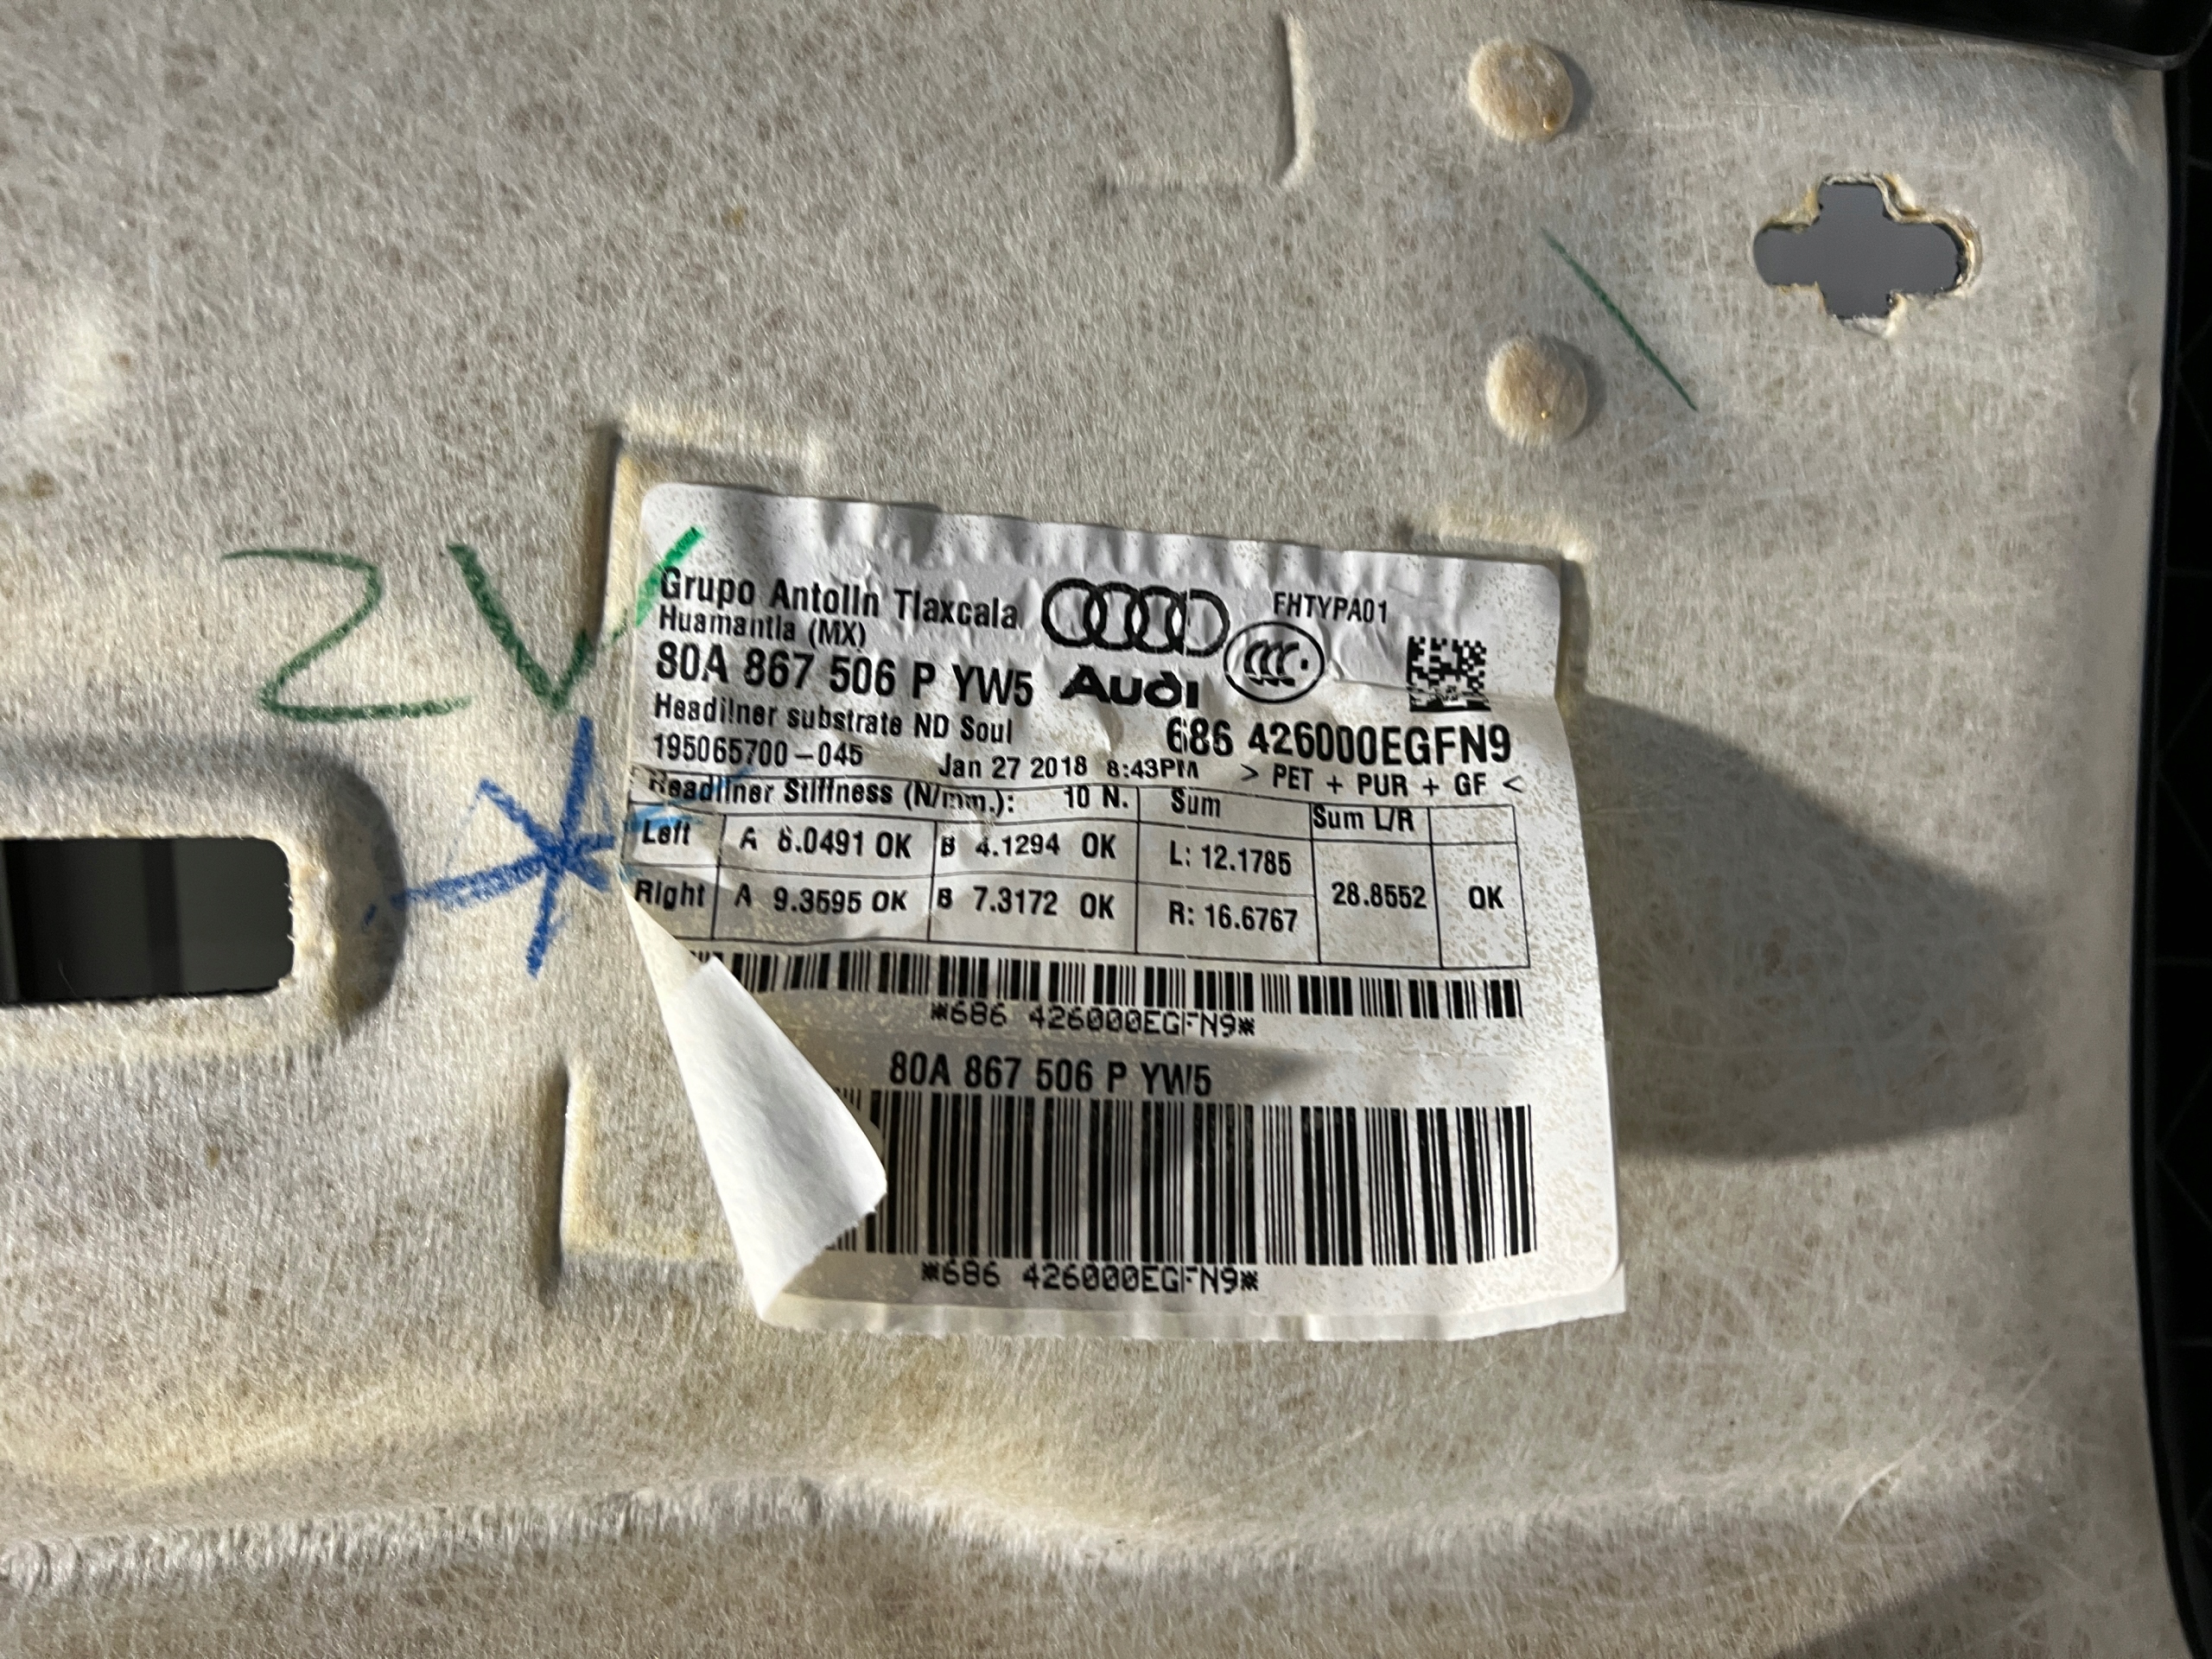 2V
Grupo Antolin Tlaxcala
Huamantla (MX)
FHTYPA01
80A 867 506 P YW5
Audi
CCC
Headliner substrate ND Soul
686 426000EGFN9
195065700-045
Jan 27 2018 8:43PM
> PET + PUR + GF <
Headliner Stiffness (N/mm.): 10 N. Sum Sum L/R
Left A 8.0491 OK B 4.1294 OK L: 12.1785
Right A 9.3595 OK B 7.3172 OK R: 16.6767
28.8552 OK
*686 426000EGFN9*
80A 867 506 P YW5
*686 426000EGFN9*